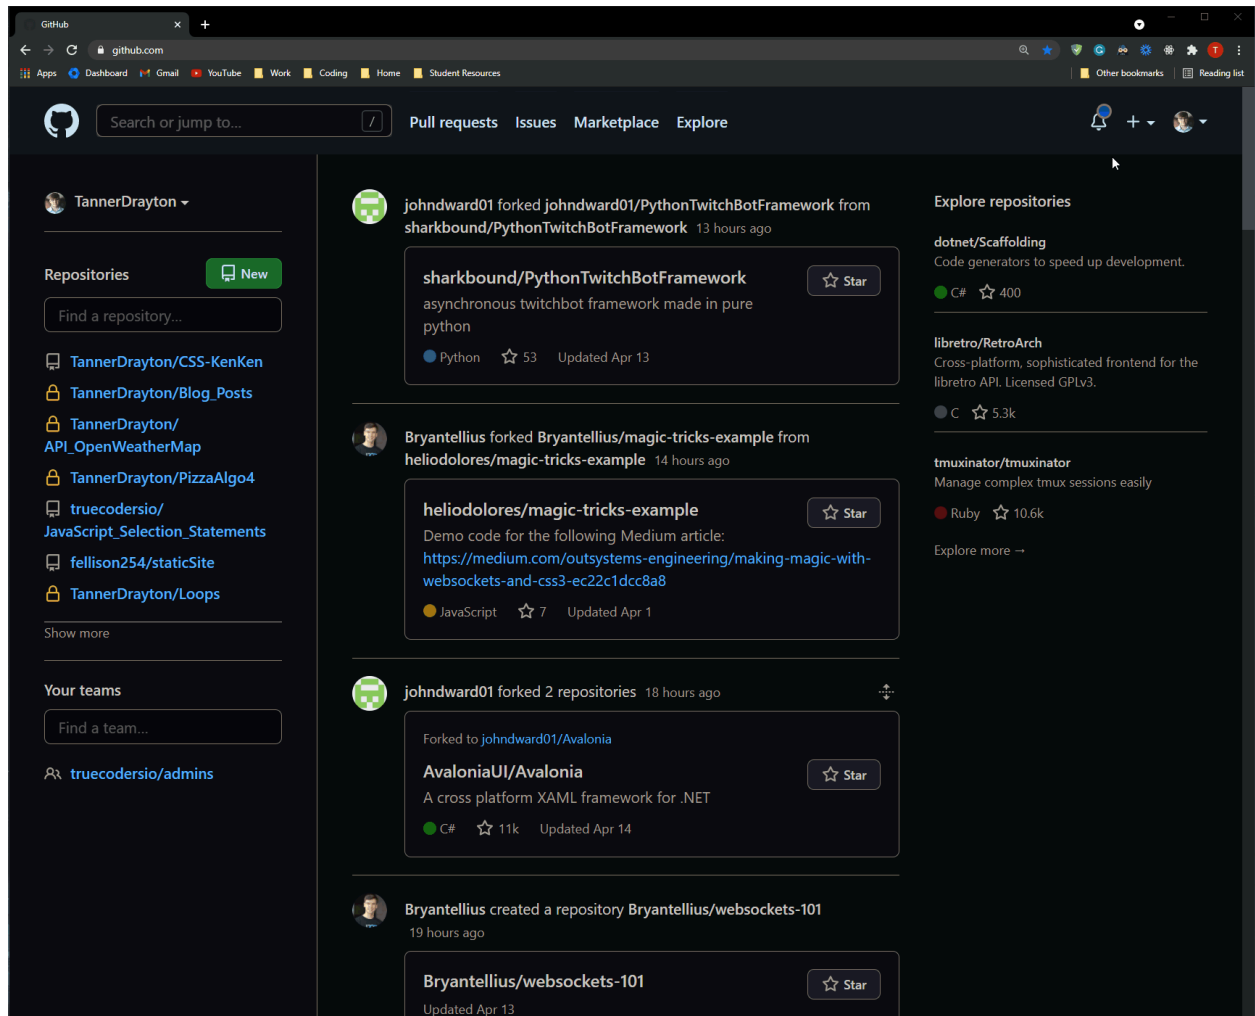 GitHub
github.com
Apps Dashboard Gmail YouTube Work Coding Home Student Resources Other bookmarks Reading list
Search or jump to... / Pull requests Issues Marketplace Explore
TannerDrayton
Repositories New
Find a repository...
TannerDrayton/CSS-KenKen
TannerDrayton/Blog_Posts
TannerDrayton/
API_OpenWeatherMap
TannerDrayton/PizzaAlgo4
truecodersio/
JavaScript_Selection_Statements
fellison254/staticSite
TannerDrayton/Loops
Show more
Your teams
Find a team...
truecodersio/admins
johndward01 forked johndward01/PythonTwitchBotFramework from
sharkbound/PythonTwitchBotFramework 13 hours ago
sharkbound/PythonTwitchBotFramework Star
asynchronous twitchbot framework made in pure
python
Python 53 Updated Apr 13
Bryantellius forked Bryantellius/magic-tricks-example from
heliodolores/magic-tricks-example 14 hours ago
heliodolores/magic-tricks-example Star
Demo code for the following Medium article:
https://medium.com/outsystems-engineering/making-magic-with-
websockets-and-css3-ec22c1dcc8a8
JavaScript 7 Updated Apr 1
johndward01 forked 2 repositories 18 hours ago
Forked to johndward01/Avalonia
AvaloniaUI/Avalonia Star
A cross platform XAML framework for .NET
C# 11k Updated Apr 14
Bryantellius created a repository Bryantellius/websockets-101
19 hours ago
Bryantellius/websockets-101 Star
Updated Apr 13
Explore repositories
dotnet/Scaffolding
Code generators to speed up development.
C# 400
libretro/RetroArch
Cross-platform, sophisticated frontend for the
libretro API. Licensed GPLv3.
C 5.3k
tmuxinator/tmuxinator
Manage complex tmux sessions easily
Ruby 10.6k
Explore more →